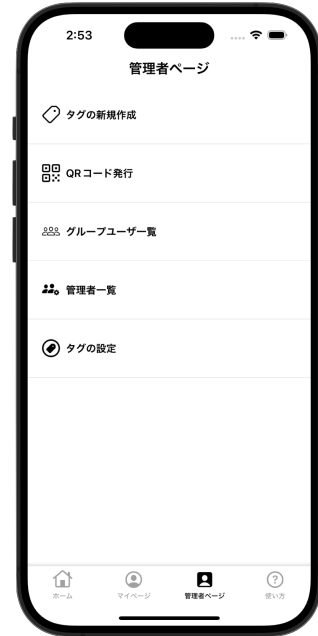 2:53
管理者ページ
タグの新規作成
QRコード発行
グループユーザ一覧
管理者一覧
タグの設定
ホーム
マイページ
管理者ページ
使い方